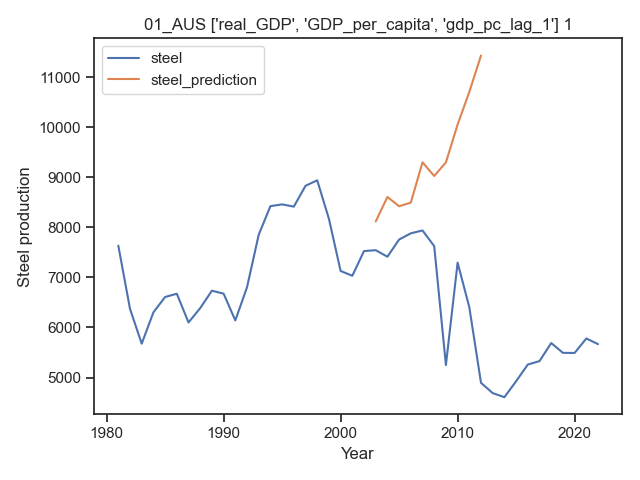 01_AUS ['real_GDP', 'GDP_per_capita', 'gdp_pc_lag_1'] 1
steel
steel_prediction
Steel production
11000
10000
9000
8000
7000
6000
5000
1980
1990
2000
2010
2020
Year